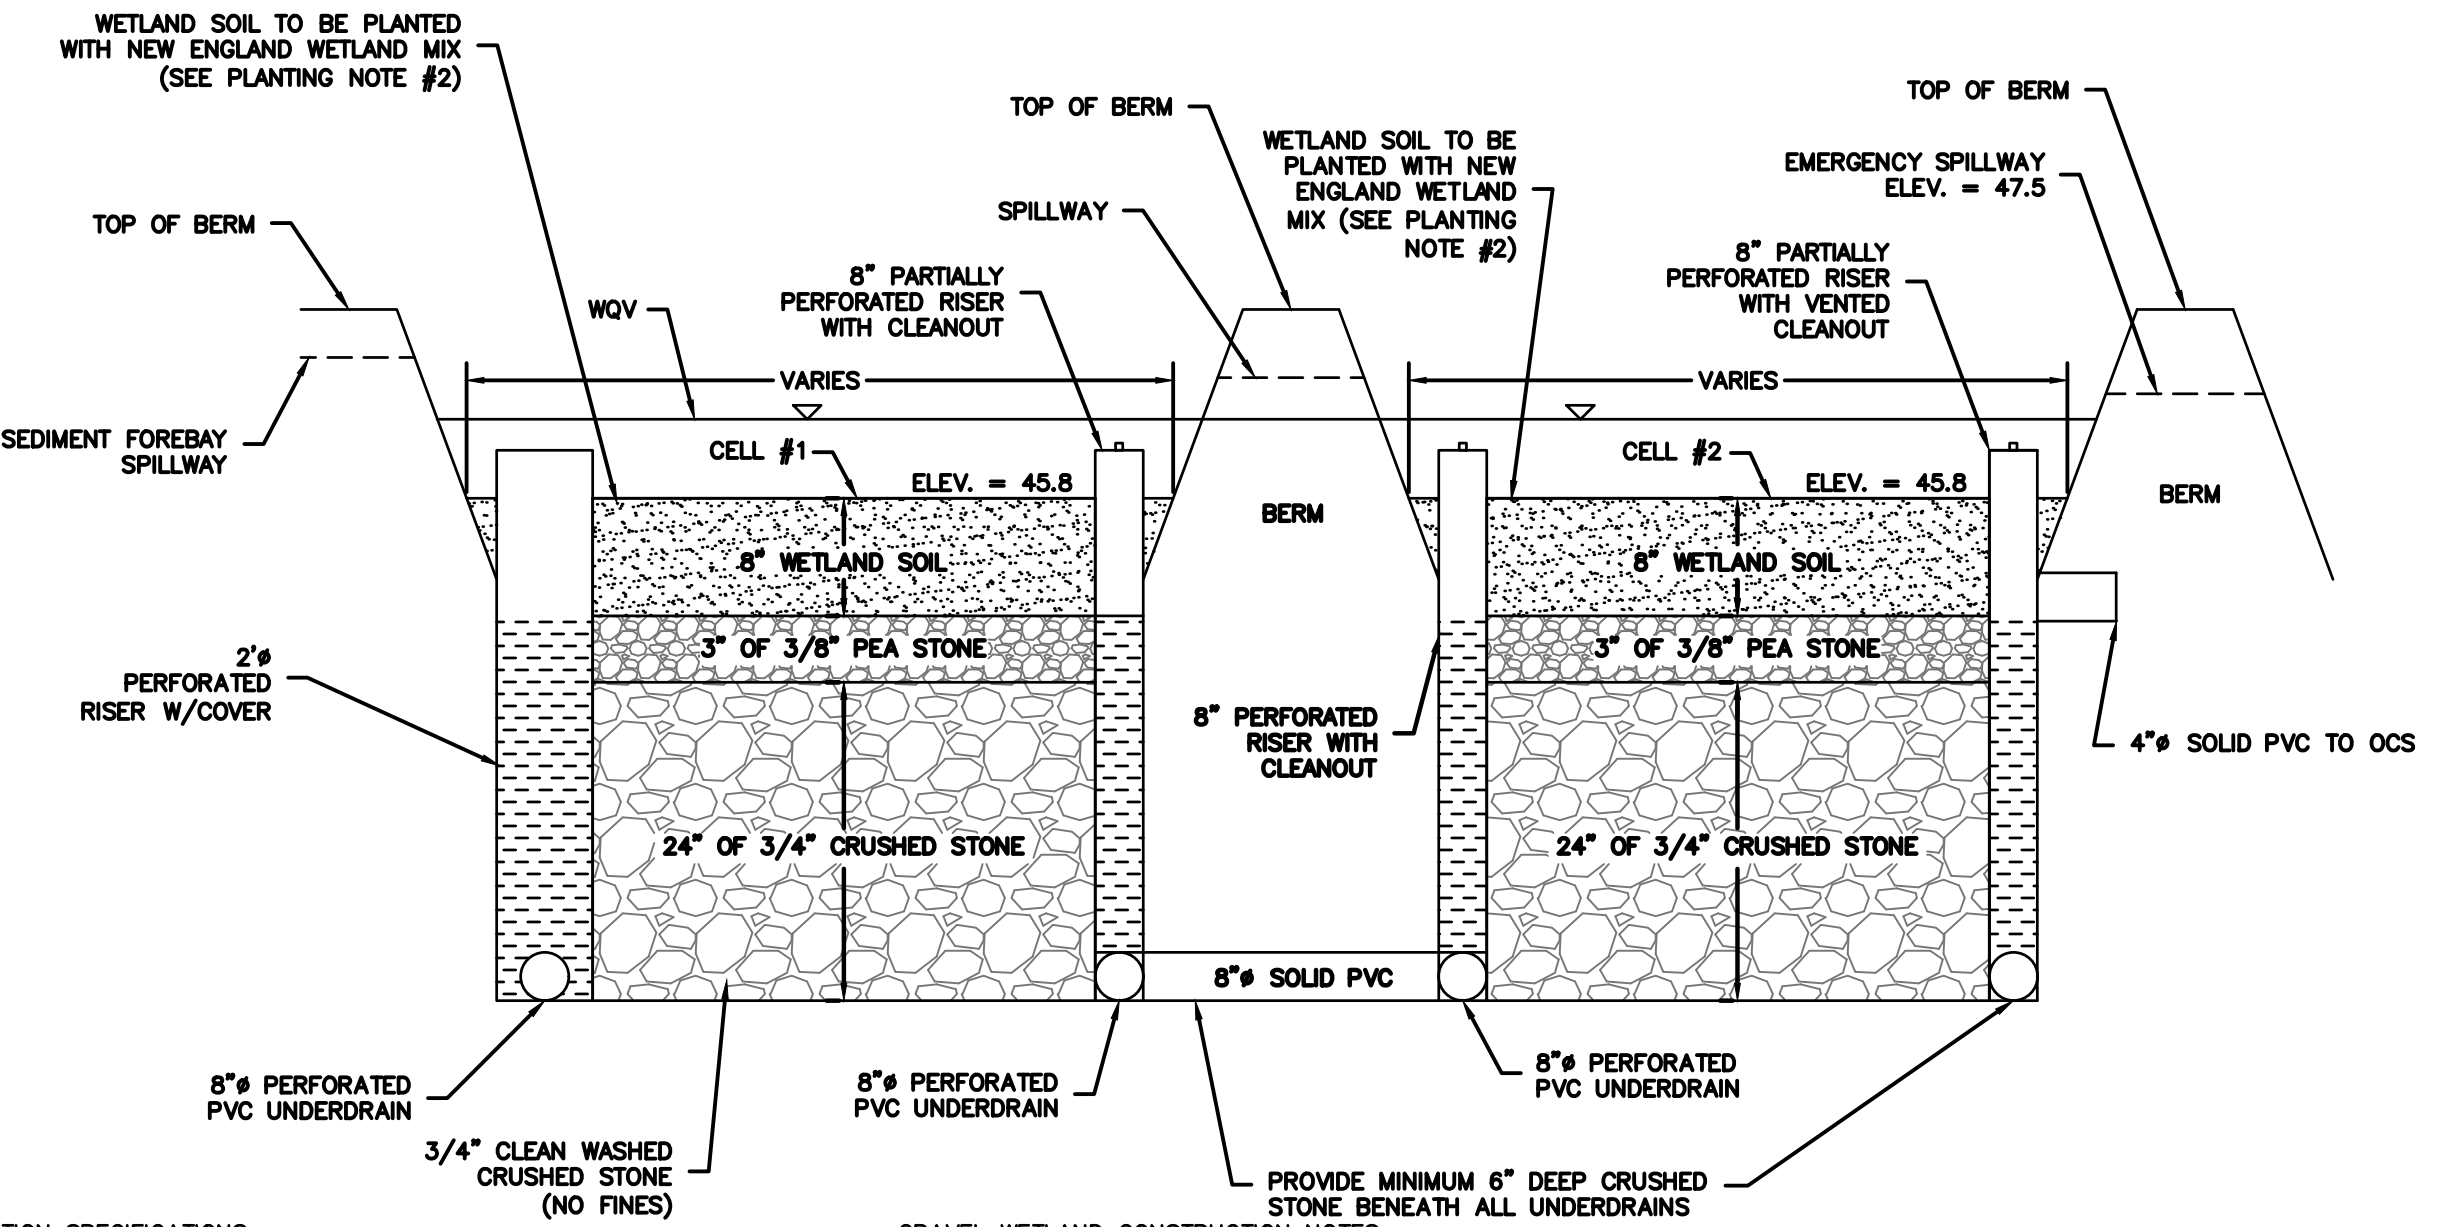 WETLAND SOIL TO BE PLANTED
WITH NEW ENGLAND WETLAND MIX
(SEE PLANTING NOTE #2)
TOP OF BERM
SEDIMENT FOREBAY
SPILLWAY
WQV
8" PARTIALLY
PERFORATED RISER
WITH CLEANOUT
TOP OF BERM
SPILLWAY
WETLAND SOIL TO BE
PLANTED WITH NEW
ENGLAND WETLAND
MIX (SEE PLANTING
NOTE #2)
TOP OF BERM
EMERGENCY SPILLWAY
ELEV. = 47.5
8" PARTIALLY
PERFORATED RISER
WITH VENTED
CLEANOUT
VARIES
VARIES
CELL #1
ELEV. = 45.8
CELL #2
ELEV. = 45.8
BERM
BERM
8" WETLAND SOIL
8" WETLAND SOIL
3" OF 3/8" PEA STONE
3" OF 3/8" PEA STONE
2'ø
PERFORATED
RISER W/COVER
8" PERFORATED
RISER WITH
CLEANOUT
4"ø SOLID PVC TO OCS
24" OF 3/4" CRUSHED STONE
24" OF 3/4" CRUSHED STONE
8"ø SOLID PVC
8"ø PERFORATED
PVC UNDERDRAIN
8"ø PERFORATED
PVC UNDERDRAIN
8"ø PERFORATED
PVC UNDERDRAIN
3/4" CLEAN WASHED
CRUSHED STONE
(NO FINES)
PROVIDE MINIMUM 6" DEEP CRUSHED
STONE BENEATH ALL UNDERDRAINS
SPECIFICATIONS
GRAVEL WETLAND CONSTRUCTION NOTES